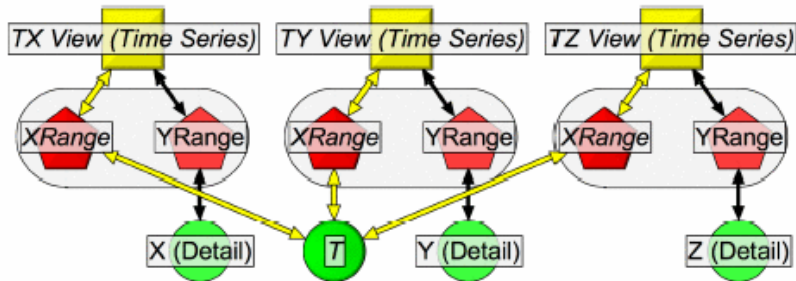 TX View (Time Series)
TY View (Time Series)
TZ View (Time Series)
XRange
YRange
XRange
YRange
XRange
YRange
X (Detail)
T
Y (Detail)
Z (Detail)